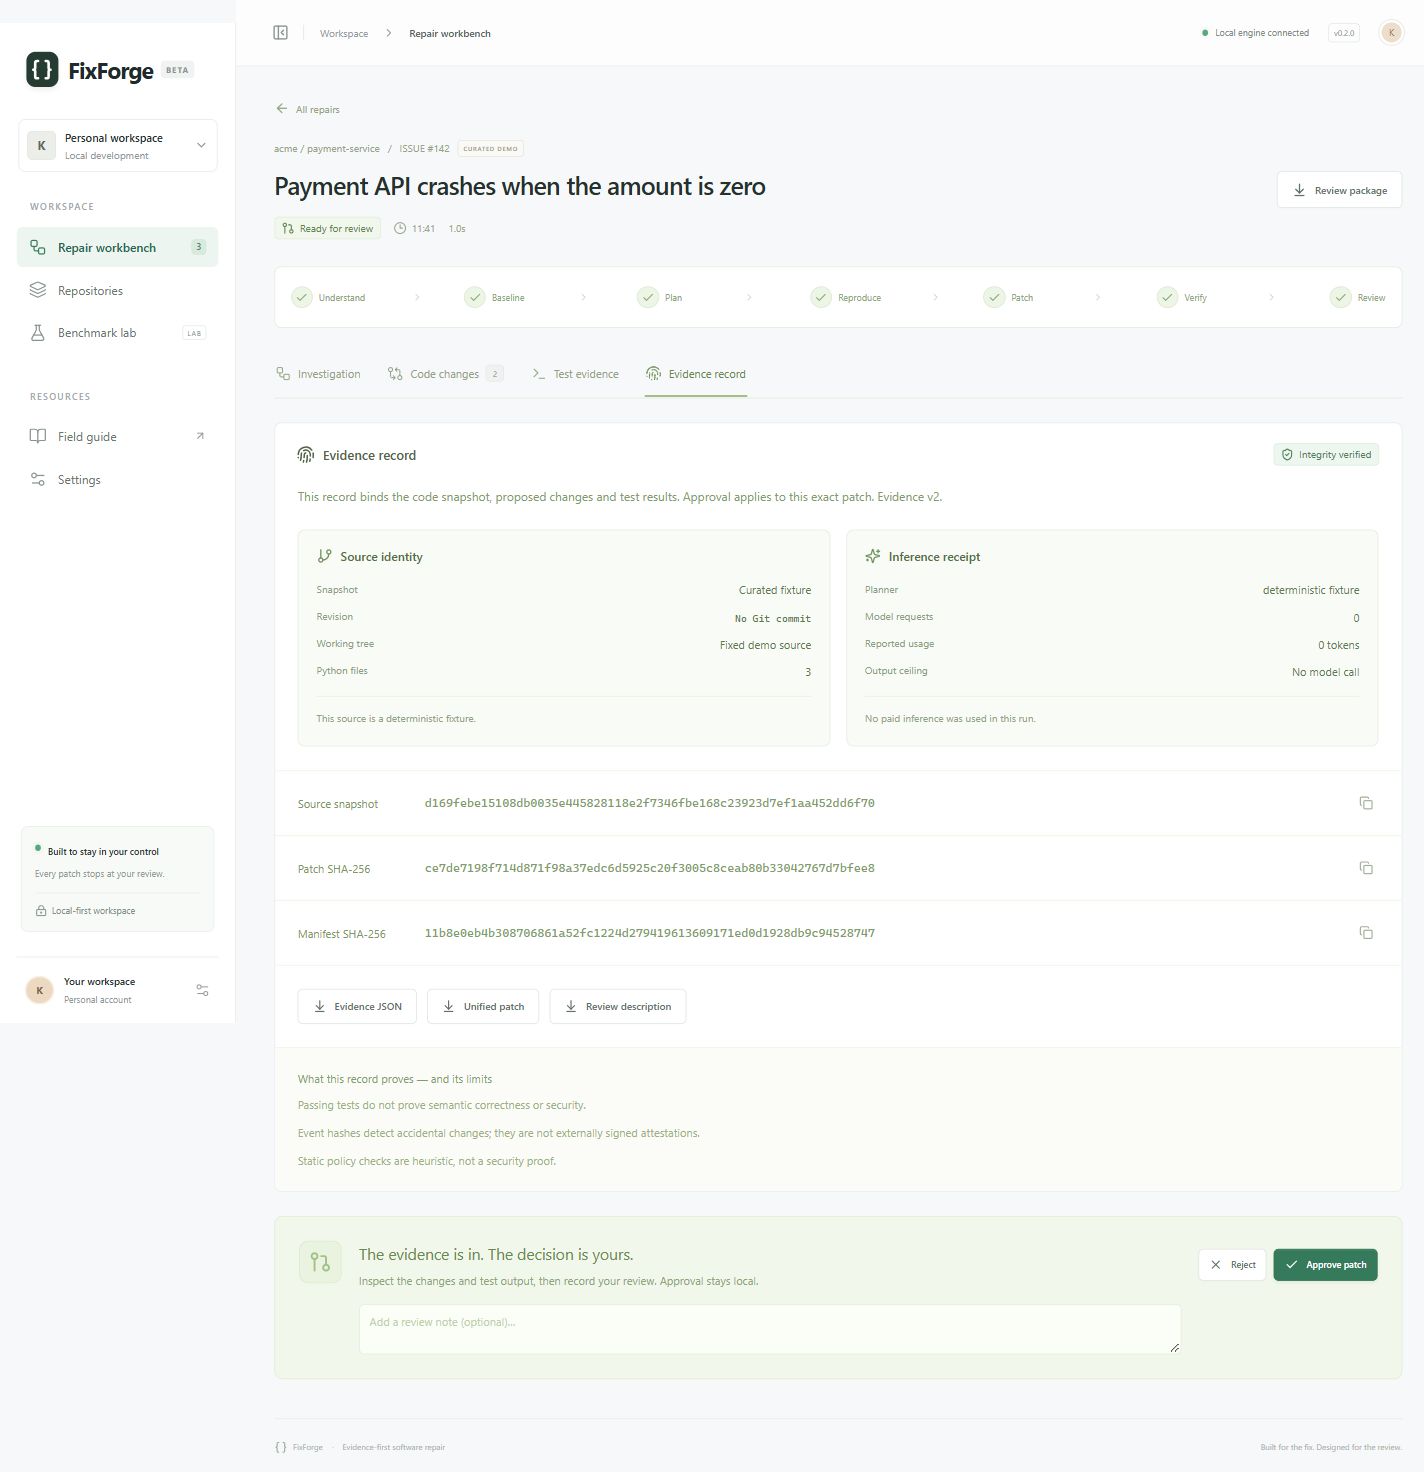 FixForge BETA
K
Personal workspace
Local development
WORKSPACE
Repair workbench 3
Repositories
Benchmark lab LAB
RESOURCES
Field guide
Settings
Built to stay in your control
Every patch stops at your review.
Local-first workspace
K
Your workspace
Personal account
Workspace Repair workbench
Local engine connected v0.2.0 K
All repairs
acme / payment-service / ISSUE #142 CURATED DEMO
Payment API crashes when the amount is zero
Review package
Ready for review 11:41 1.0s
Understand Baseline Plan Reproduce Patch Verify Review
Investigation Code changes 2 Test evidence Evidence record
Evidence record
Integrity verified
This record binds the code snapshot, proposed changes and test results. Approval applies to this exact patch. Evidence v2.
Source identity
Snapshot Curated fixture
Revision No Git commit
Working tree Fixed demo source
Python files 3
This source is a deterministic fixture.
Inference receipt
Planner deterministic fixture
Model requests 0
Reported usage 0 tokens
Output ceiling No model call
No paid inference was used in this run.
Source snapshot d169febe15108db0035e445828118e2f7346fbe168c23923d7ef1aa452dd6f70
Patch SHA-256 ce7de7198f714d871f98a37edc6d5925c20f3005c8ceab80b33042767d7bfee8
Manifest SHA-256 11b8e0eb4b308706861a52fc1224d279419613609171ed0d1928db9c94528747
Evidence JSON Unified patch Review description
What this record proves — and its limits
Passing tests do not prove semantic correctness or security.
Event hashes detect accidental changes; they are not externally signed attestations.
Static policy checks are heuristic, not a security proof.
The evidence is in. The decision is yours.
Inspect the changes and test output, then record your review. Approval stays local.
Reject Approve patch
Add a review note (optional)...
FixForge · Evidence-first software repair
Built for the fix. Designed for the review.